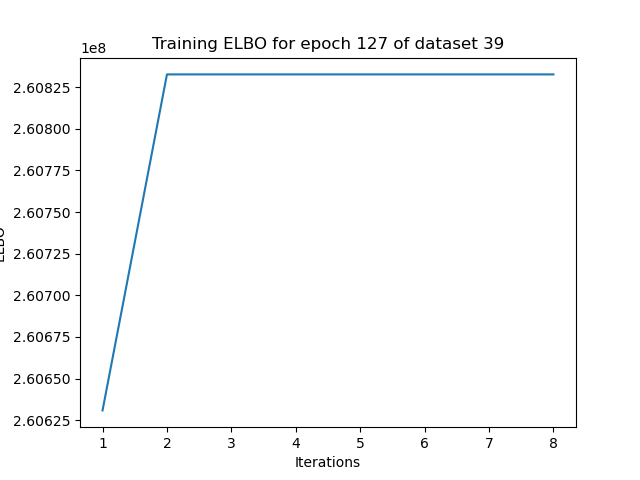 Training ELBO for epoch 127 of dataset 39
1e8
2.60825
2.60800
2.60775
2.60750
2.60725
2.60700
2.60675
2.60650
2.60625
ELBO
1 2 3 4 5 6 7 8
Iterations